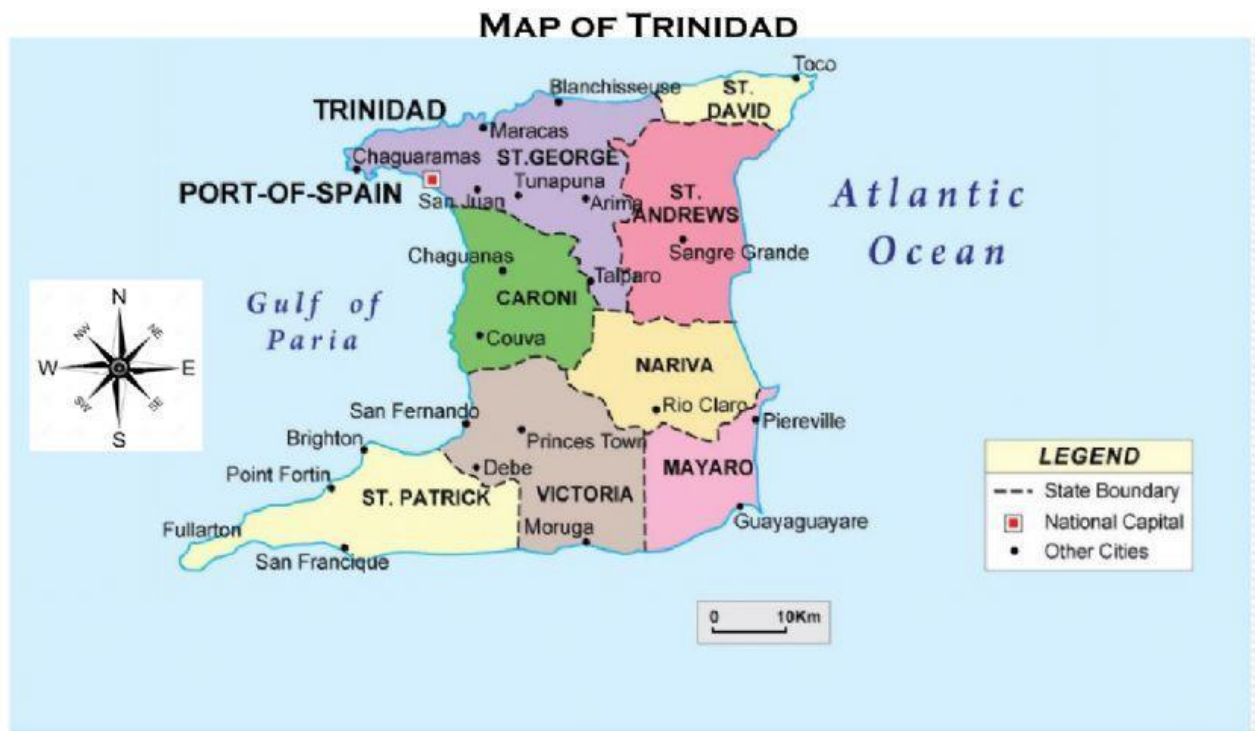 MAP OF TRINIDAD
Toco
Blanchisseuse
ST.
DAVID
TRINIDAD
Maracas
Chaguaramas
ST.GEORGE
PORT-OF-SPAIN
Tunapuna
San Juan
Arima
ST.
ANDREWS
Atlantic
Ocean
Sangre Grande
Chaguanas
Talparo
CARONI
Gulf of
Paria
Couva
N
NW
NE
W
E
SW
SE
S
NARIVA
Rio Claro
San Fernando
Piereville
Brighton
Princes Town
Debe
MAYARO
Point Fortin
ST. PATRICK
VICTORIA
Fullarton
Moruga
Guayaguayare
San Francique
LEGEND
State Boundary
National Capital
Other Cities
0 10Km